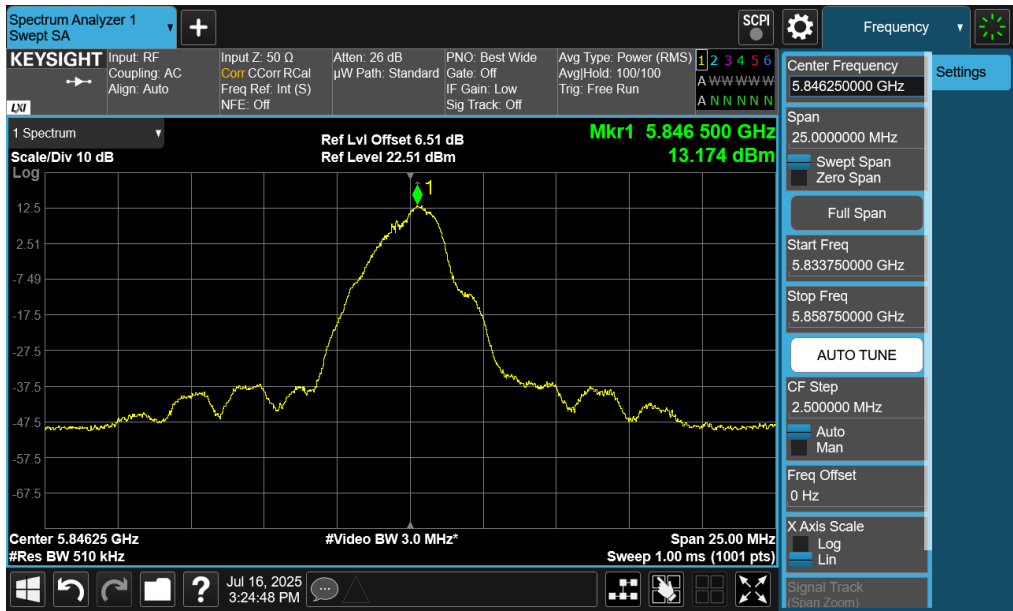 Spectrum Analyzer 1
Swept SA
+
SCPI
Frequency
KEYSIGHT
LXI
Input: RF
Coupling: AC
Align: Auto
Input Z: 50 Ω
Corr CCorr RCal
Freq Ref: Int (S)
NFE: Off
Atten: 26 dB
µW Path: Standard
PNO: Best Wide
Gate: Off
IF Gain: Low
Sig Track: Off
Avg Type: Power (RMS)
Avg|Hold: 100/100
Trig: Free Run
1 2 3 4 5 6
A W W W W W
A N N N N N
1 Spectrum
Scale/Div 10 dB
Log
Ref Lvl Offset 6.51 dB
Ref Level 22.51 dBm
Mkr1 5.846 500 GHz
13.174 dBm
1
12.5
2.51
-7.49
-17.5
-27.5
-37.5
-47.5
-57.5
-67.5
Center 5.84625 GHz
#Res BW 510 kHz
#Video BW 3.0 MHz*
Span 25.00 MHz
Sweep 1.00 ms (1001 pts)
Center Frequency
5.846250000 GHz
Span
25.0000000 MHz
Swept Span
Zero Span
Full Span
Start Freq
5.833750000 GHz
Stop Freq
5.858750000 GHz
AUTO TUNE
CF Step
2.500000 MHz
Auto
Man
Freq Offset
0 Hz
X Axis Scale
Log
Lin
Signal Track
(Span Zoom)
Settings
?
Jul 16, 2025
3:24:48 PM